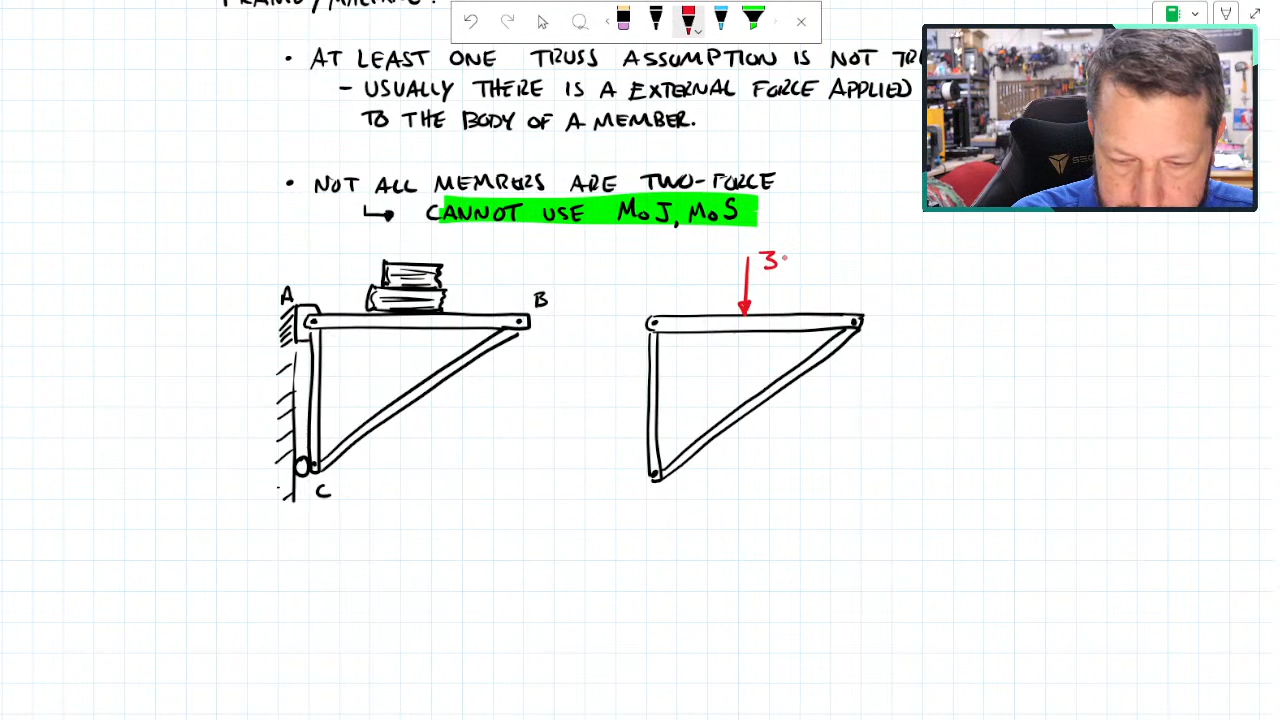 • AT LEAST ONE TRUSS ASSUMPTION IS NOT
- USUALLY THERE IS A EXTERNAL FORCE APPLIED
TO THE BODY OF A MEMBER.
• NOT ALL MEMBERS ARE TWO-FORCE
CANNOT USE MoJ, MoS
3
A
B
C